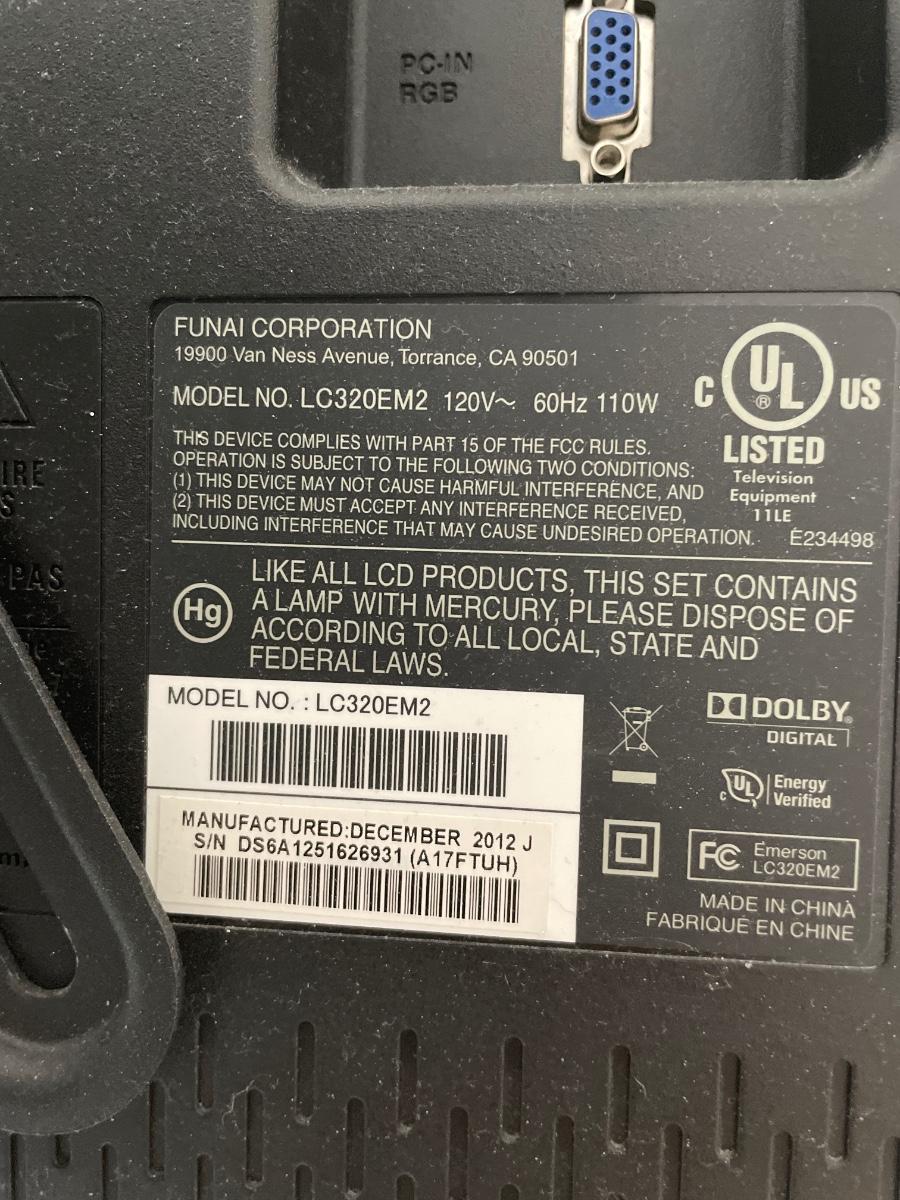 PC-IN
RGB
FUNAI CORPORATION
19900 Van Ness Avenue, Torrance, CA 90501
MODEL NO. LC320EM2 120V~ 60Hz 110W
THIS DEVICE COMPLIES WITH PART 15 OF THE FCC RULES.
OPERATION IS SUBJECT TO THE FOLLOWING TWO CONDITIONS:
(1) THIS DEVICE MAY NOT CAUSE HARMFUL INTERFERENCE, AND
(2) THIS DEVICE MUST ACCEPT ANY INTERFERENCE RECEIVED,
INCLUDING INTERFERENCE THAT MAY CAUSE UNDESIRED OPERATION.
C UL ® US
LISTED
Television
Equipment
11LE
E234498
IRE
S
PAS
Hg
LIKE ALL LCD PRODUCTS, THIS SET CONTAINS
A LAMP WITH MERCURY, PLEASE DISPOSE OF
ACCORDING TO ALL LOCAL, STATE AND
FEDERAL LAWS.
MODEL NO. : LC320EM2
MANUFACTURED:DECEMBER 2012 J
S/N DS6A1251626931 (A17FTUH)
DOLBY®
DIGITAL
c UL Energy
Verified
FC Emerson
LC320EM2
MADE IN CHINA
FABRIQUÉ EN CHINE